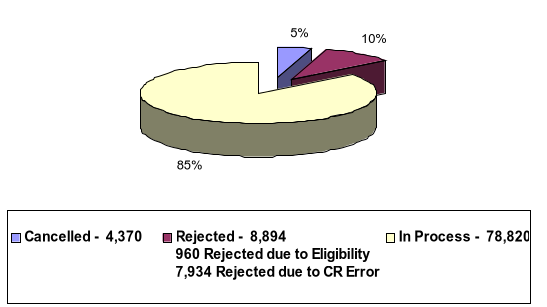 5%
10%
85%
Cancelled - 4,370
Rejected - 8,894
960 Rejected due to Eligibility
7,934 Rejected due to CR Error
In Process - 78,820